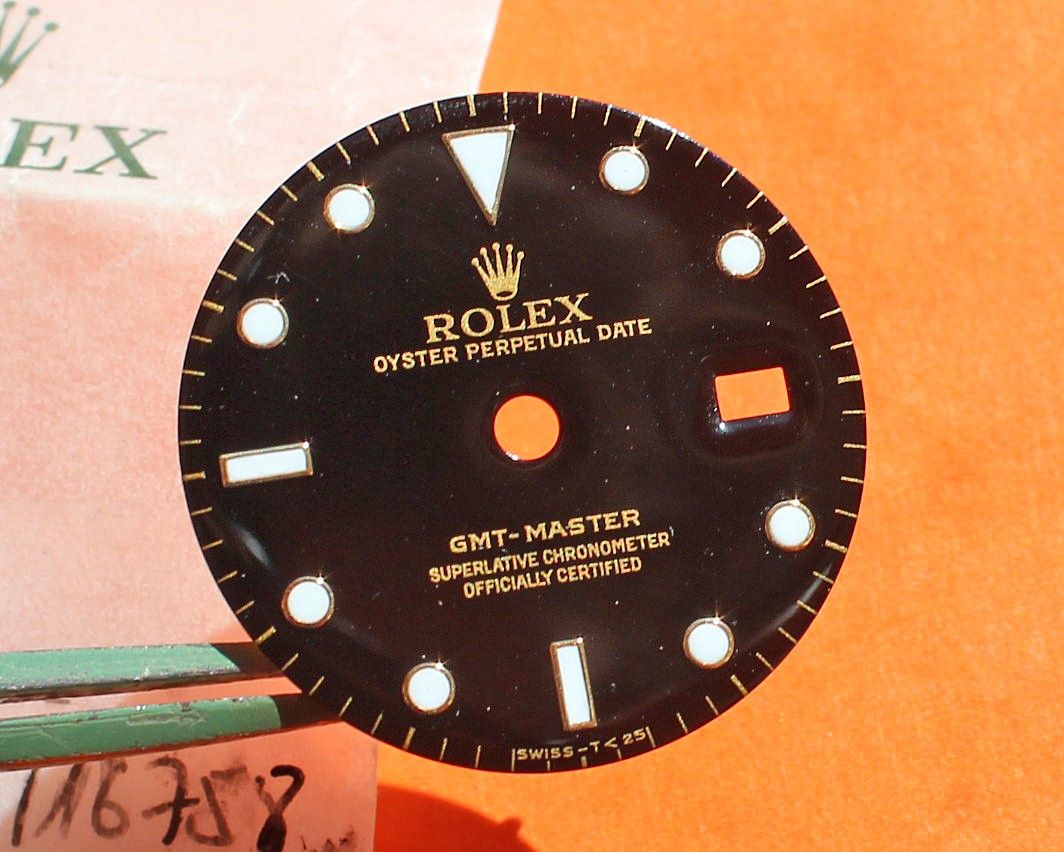 EX
ROLEX
OYSTER PERPETUAL DATE
GMT-MASTER
SUPERLATIVE CHRONOMETER
OFFICIALLY CERTIFIED
SWISS-T<25
116758